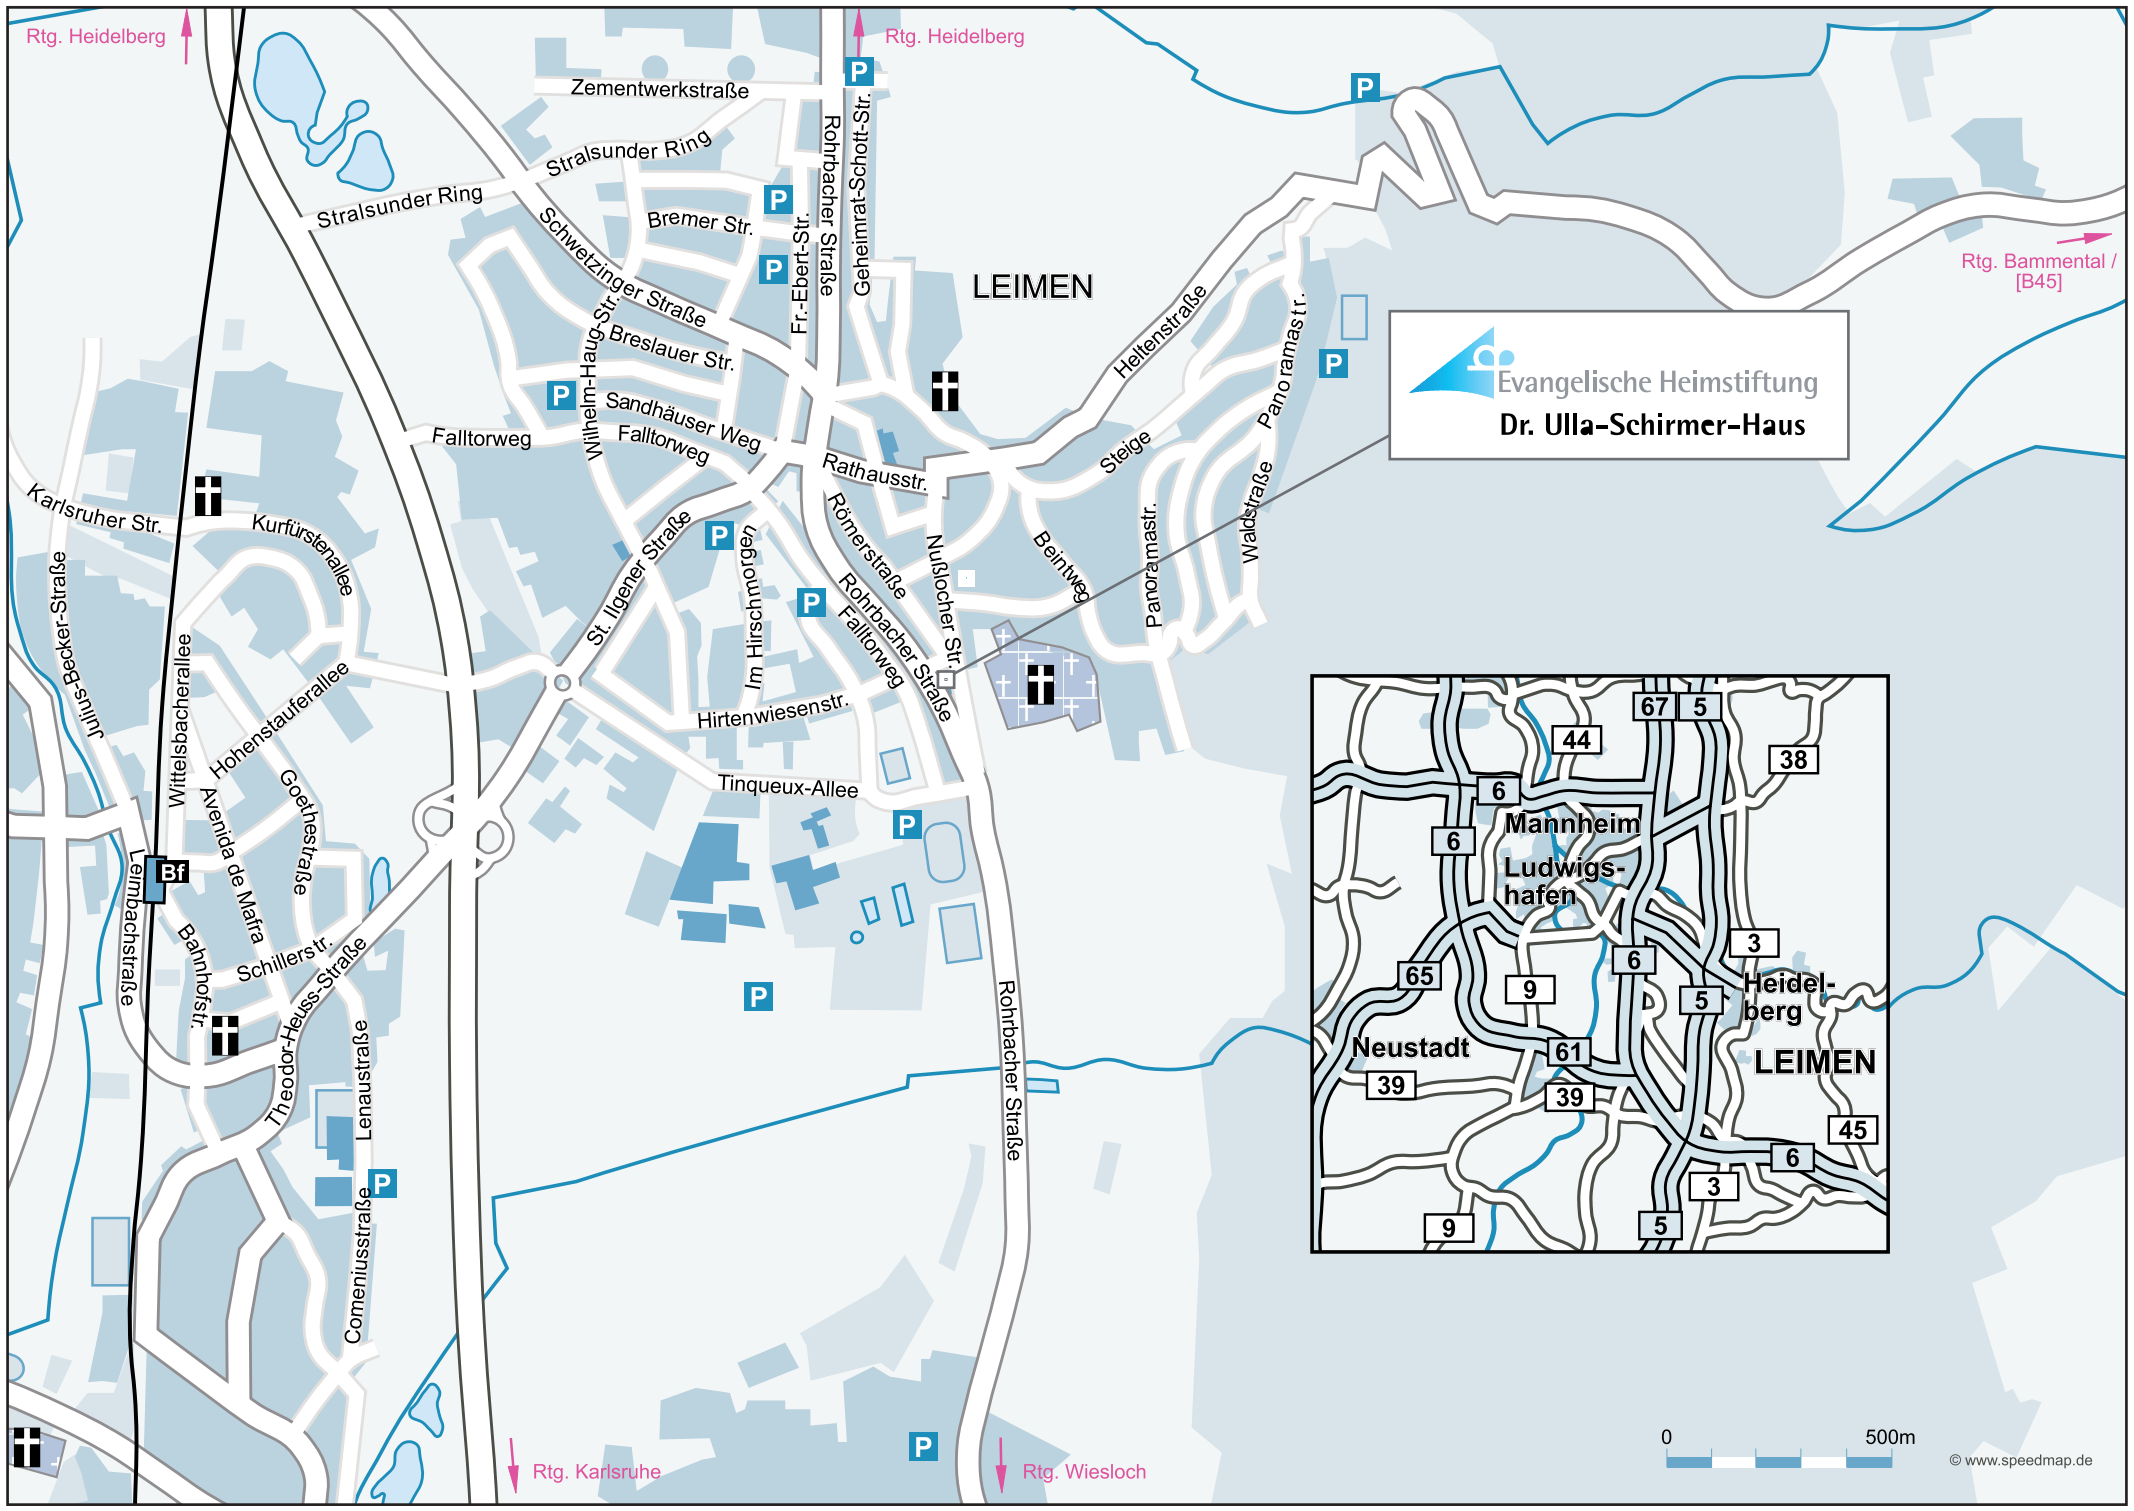 Rtg. Heidelberg
Rtg. Heidelberg
P
P
Zementwerkstraße
Stralsunder Ring
Stralsunder Ring
Rohrbacher Straße
Geheimrat-Schott-Str.
P
Bremer Str.
Fr.-Ebert-Str.
Schwetzinger Straße
P
LEIMEN
Rtg. Bammental /
[B45]
Wilhelm-Haug-Str.
Breslauer Str.
Heltenstraße
Panoramastr.
P
P
Evangelische Heimstiftung
Dr. Ulla-Schirmer-Haus
Sandhäuser Weg
Falltorweg
Falltorweg
Rathausstr.
Steige
Karlsruher Str.
Kurfürstenallee
Römerstraße
Waldstraße
Panoramastr.
P
St. Ilgener Straße
Im Hirschmorgen
Nußlocher Str.
Beintweg
Julius-Becker-Straße
P
Rohrbacher Straße
Falltorweg
Wittelsbacherallee
Hohenstauferallee
Hirtenwiesenstr.
Goethestraße
Avenida de Mafra
Tinqueux-Allee
P
Leimbachstraße
Bf
Bahnhofstr.
Schillerstr.
Theodor-Heuss-Straße
P
Rohrbacher Straße
Lenaustraße
P
Comeniusstraße
67
5
44
38
6
Mannheim
6
Ludwigs-
hafen
3
6
65
9
5
Heidel-
berg
Neustadt
61
LEIMEN
39
39
45
6
3
9
5
P
Rtg. Karlsruhe
Rtg. Wiesloch
0
500m
© www.speedmap.de